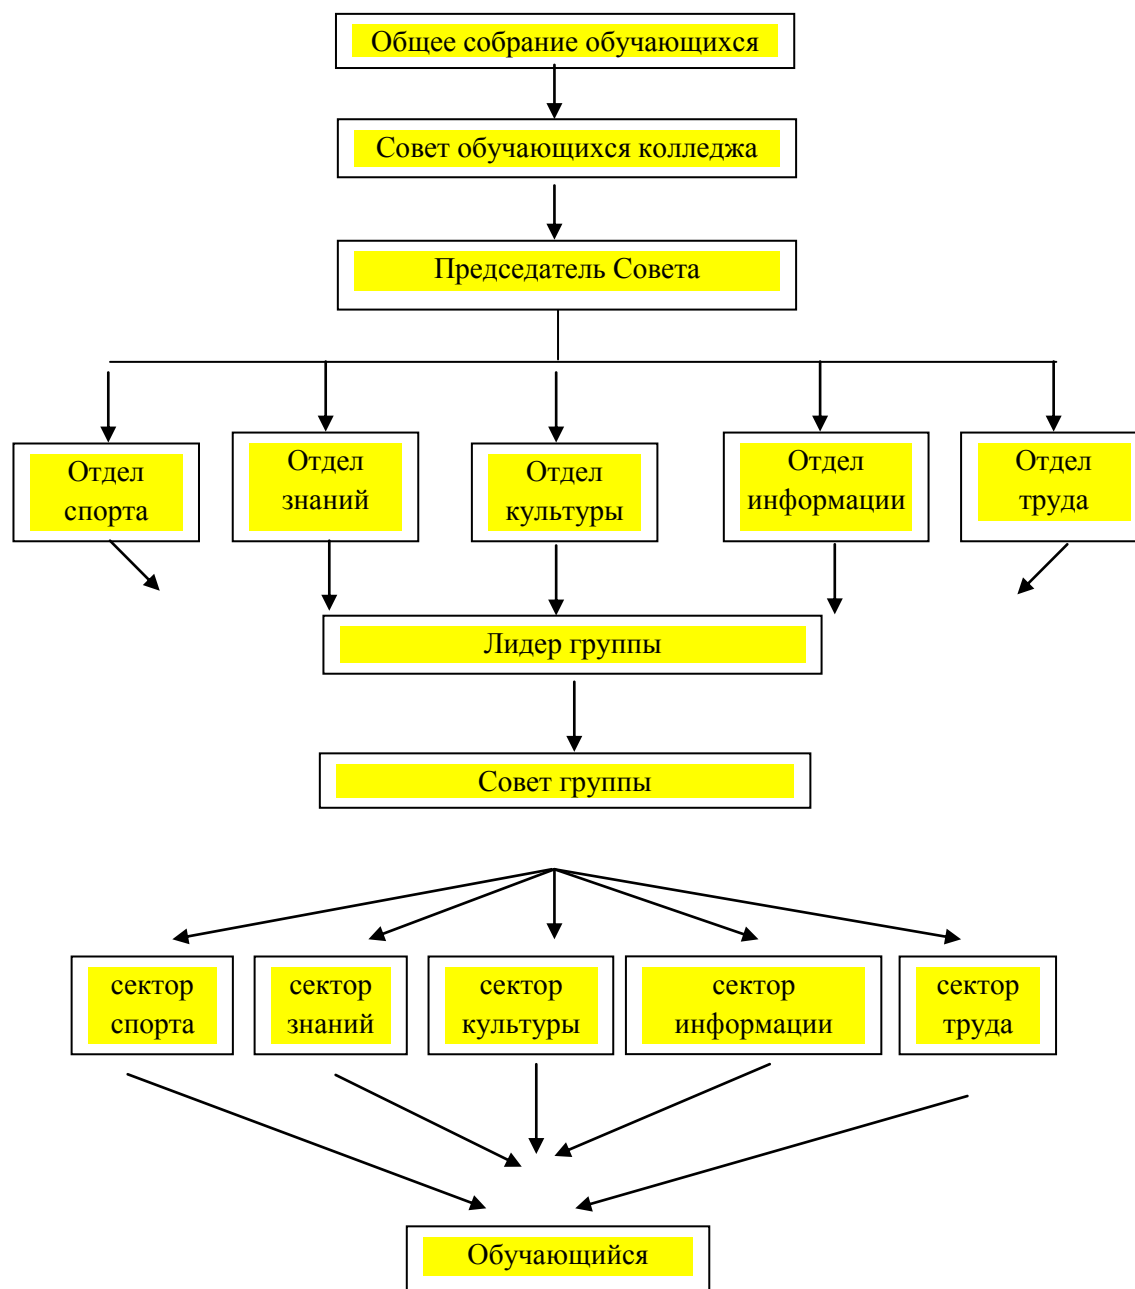 Общее собрание обучающихся
Совет обучающихся колледжа
Председатель Совета
Отдел
спорта
Отдел
знаний
Отдел
культуры
Отдел
информации
Отдел
труда
Лидер группы
Совет группы
сектор
спорта
сектор
знаний
сектор
культуры
сектор
информации
сектор
труда
Обучающийся